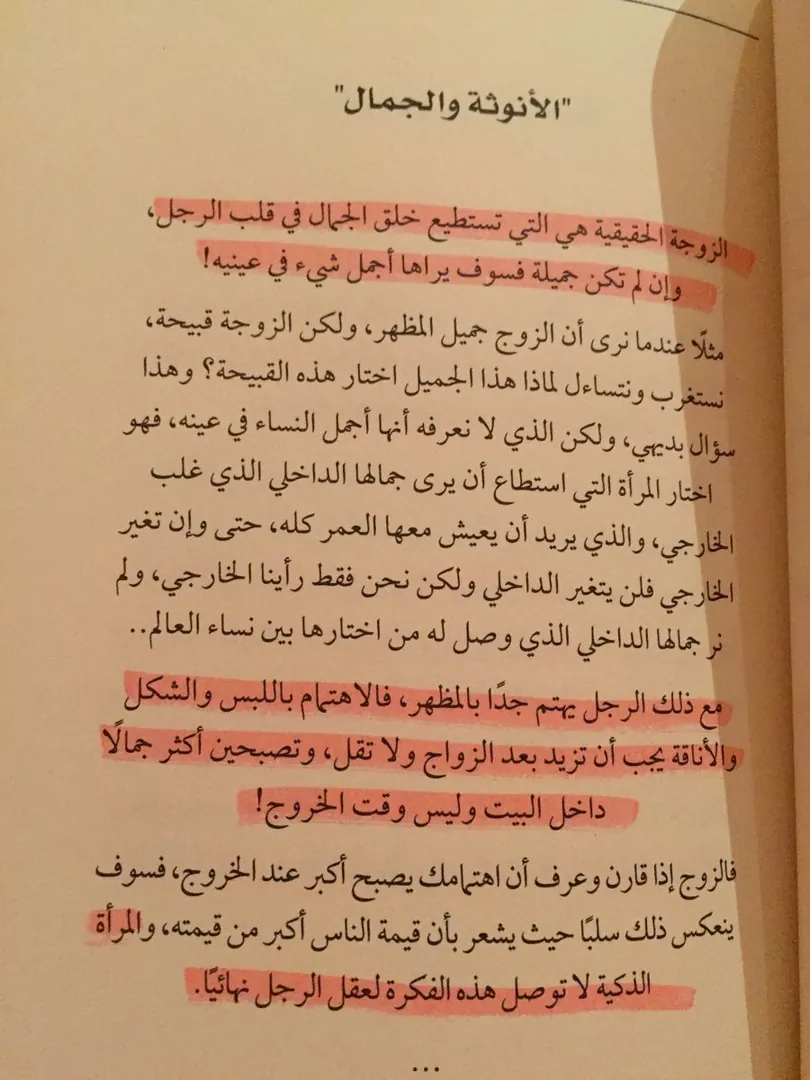 "الأنوثة والجمال"
الزوجة الحقيقية هي التي تستطيع خلق الجمال في قلب الرجل،
وإن لم تكن جميلة فسوف يراها أجمل شيء في عينيه!
مثلًا عندما نرى أن الزوج جميل المظهر، ولكن الزوجة قبيحة،
نستغرب ونتساءل لماذا هذا الجميل اختار هذه القبيحة؟ وهذا
سؤال بديهي، ولكن الذي لا نعرفه أنها أجمل النساء في عينه، فهو
اختار المرأة التي استطاع أن يرى جمالها الداخلي الذي غلب
الخارجي، والذي يريد أن يعيش معها العمر كله، حتى وإن تغير
الخارجي فلن يتغير الداخلي ولكن نحن فقط رأينا الخارجي، ولم
نر جمالها الداخلي الذي وصل له من اختارها بين نساء العالم..
مع ذلك الرجل يهتم جدًا بالمظهر، فالاهتمام باللبس والشكل
والأناقة يجب أن تزيد بعد الزواج ولا تقل، وتصبحين أكثر جمالًا
داخل البيت وليس وقت الخروج!
فالزوج إذا قارن وعرف أن اهتمامك يصبح أكبر عند الخروج، فسوف
ينعكس ذلك سلبًا حيث يشعر بأن قيمة الناس أكبر من قيمته، والمرأة
الذكية لا توصل هذه الفكرة لعقل الرجل نهائيًا.
...